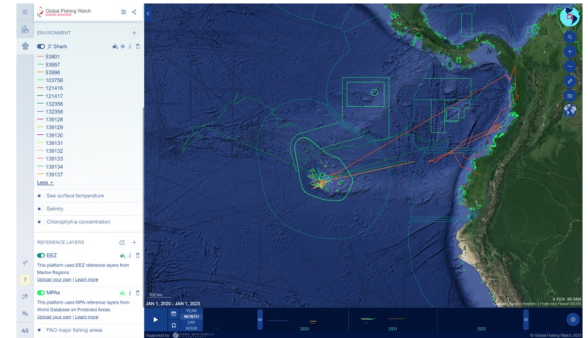 Global Fishing Watch
ENVIRONMENT
Shark
53801
53957
53996
103758
121416
121417
132356
132358
139128
139129
139130
139131
139132
139133
139134
139137
Less -
Sea surface temperature
Salinity
Chlorophyll-a concentration
REFERENCE LAYERS
EEZ
This platform uses EEZ reference layers from
Marine Regions.
Upload your own | Learn more
MPAs
This platform uses MPA reference layers from
World Database on Protected Areas.
Upload your own | Learn more
FAO major fishing areas
AS
JAN 1, 2020 - JAN 1, 2023
YEAR
MONTH
DAY
HOUR
2020
2021
2022
Supported by
© Global Fishing Watch 2023